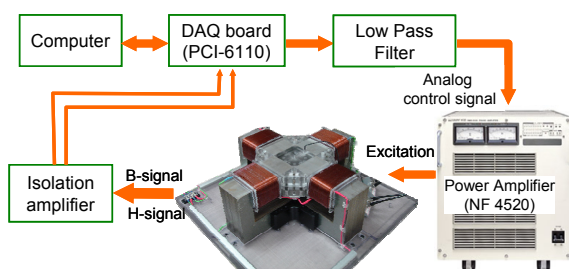 Computer
DAQ board
(PCI-6110)
Low Pass
Filter
Analog
control signal
Excitation
Power Amplifier
(NF 4520)
B-signal
H-signal
Isolation
amplifier